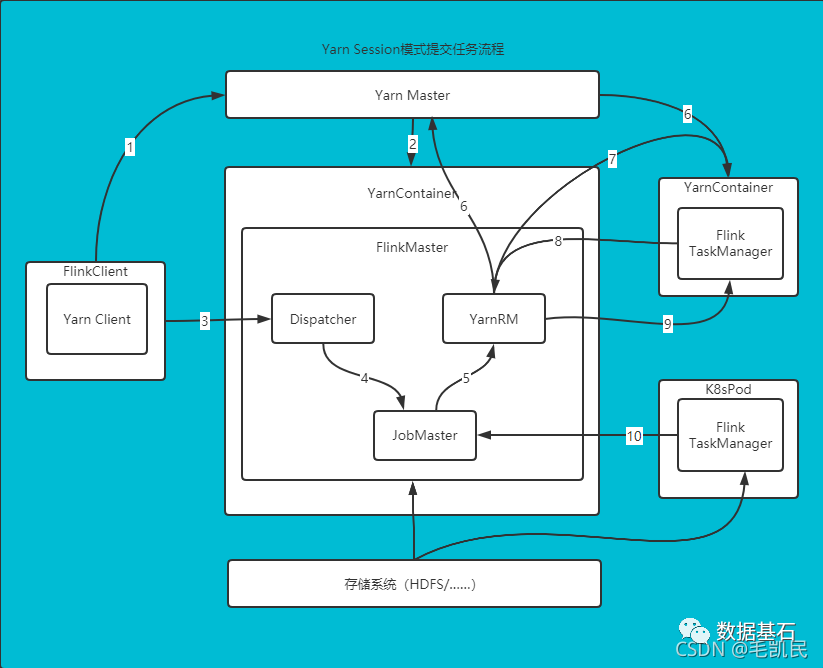 Yarn Session模式提交任务流程
Yarn Master
1
2
6
6
7
YarnContainer
YarnContainer
Flink
TaskManager
FlinkMaster
8
FlinkClient
Yarn Client
3
Dispatcher
YarnRM
9
4
5
K8sPod
JobMaster
10
Flink
TaskManager
存储系统（HDFS/......）
数据基石
CSDN @毛凯民